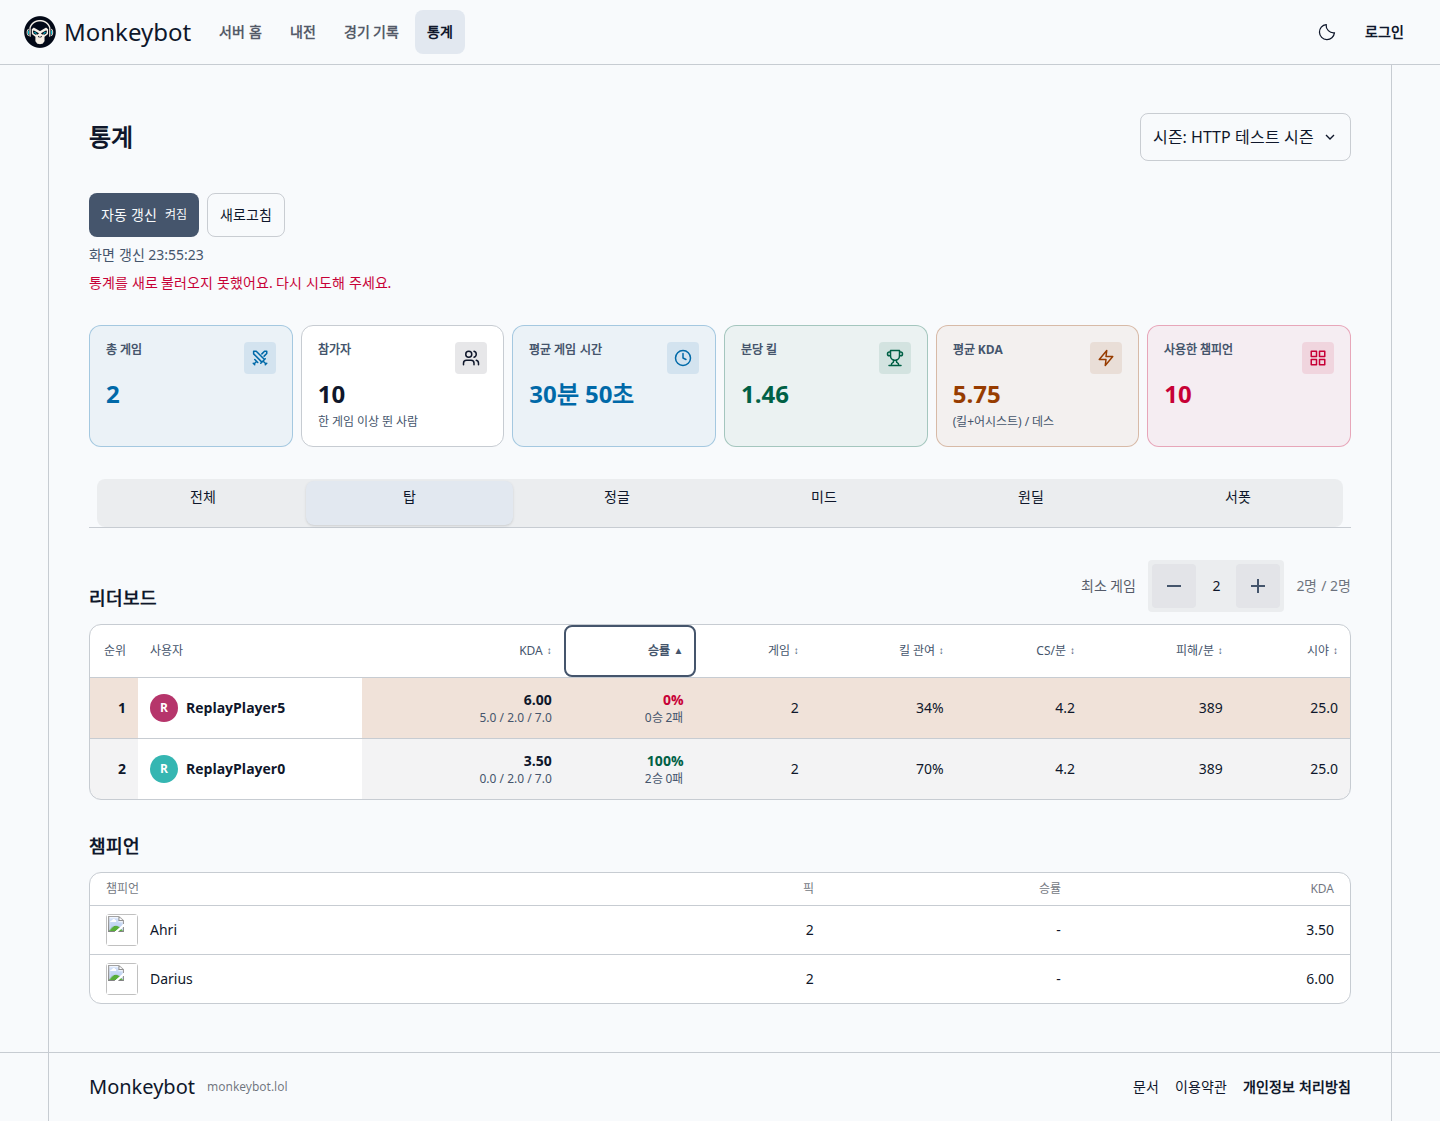 Monkeybot 서버 홈 내전 경기 기록 통계 로그인
통계
시즌: HTTP 테스트 시즌
자동 갱신 켜짐 새로고침
화면 갱신 23:55:23
통계를 새로 불러오지 못했어요. 다시 시도해 주세요.
총 게임
2
참가자
10
한 게임 이상 뛴 사람
평균 게임 시간
30분 50초
분당 킬
1.46
평균 KDA
5.75
(킬+어시스트) / 데스
사용한 챔피언
10
전체 탑 정글 미드 원딜 서폿
리더보드
최소 게임 2 2명 / 2명
순위 사용자 KDA ↕ 승률 ▲ 게임 ↕ 킬 관여 ↕ CS/분 ↕ 피해/분 ↕ 시야 ↕
1 R ReplayPlayer5 6.00 0% 2 34% 4.2 389 25.0
5.0 / 2.0 / 7.0 0승 2패
2 R ReplayPlayer0 3.50 100% 2 70% 4.2 389 25.0
0.0 / 2.0 / 7.0 2승 0패
챔피언
챔피언 픽 승률 KDA
Ahri 2 - 3.50
Darius 2 - 6.00
Monkeybot monkeybot.lol 문서 이용약관 개인정보 처리방침